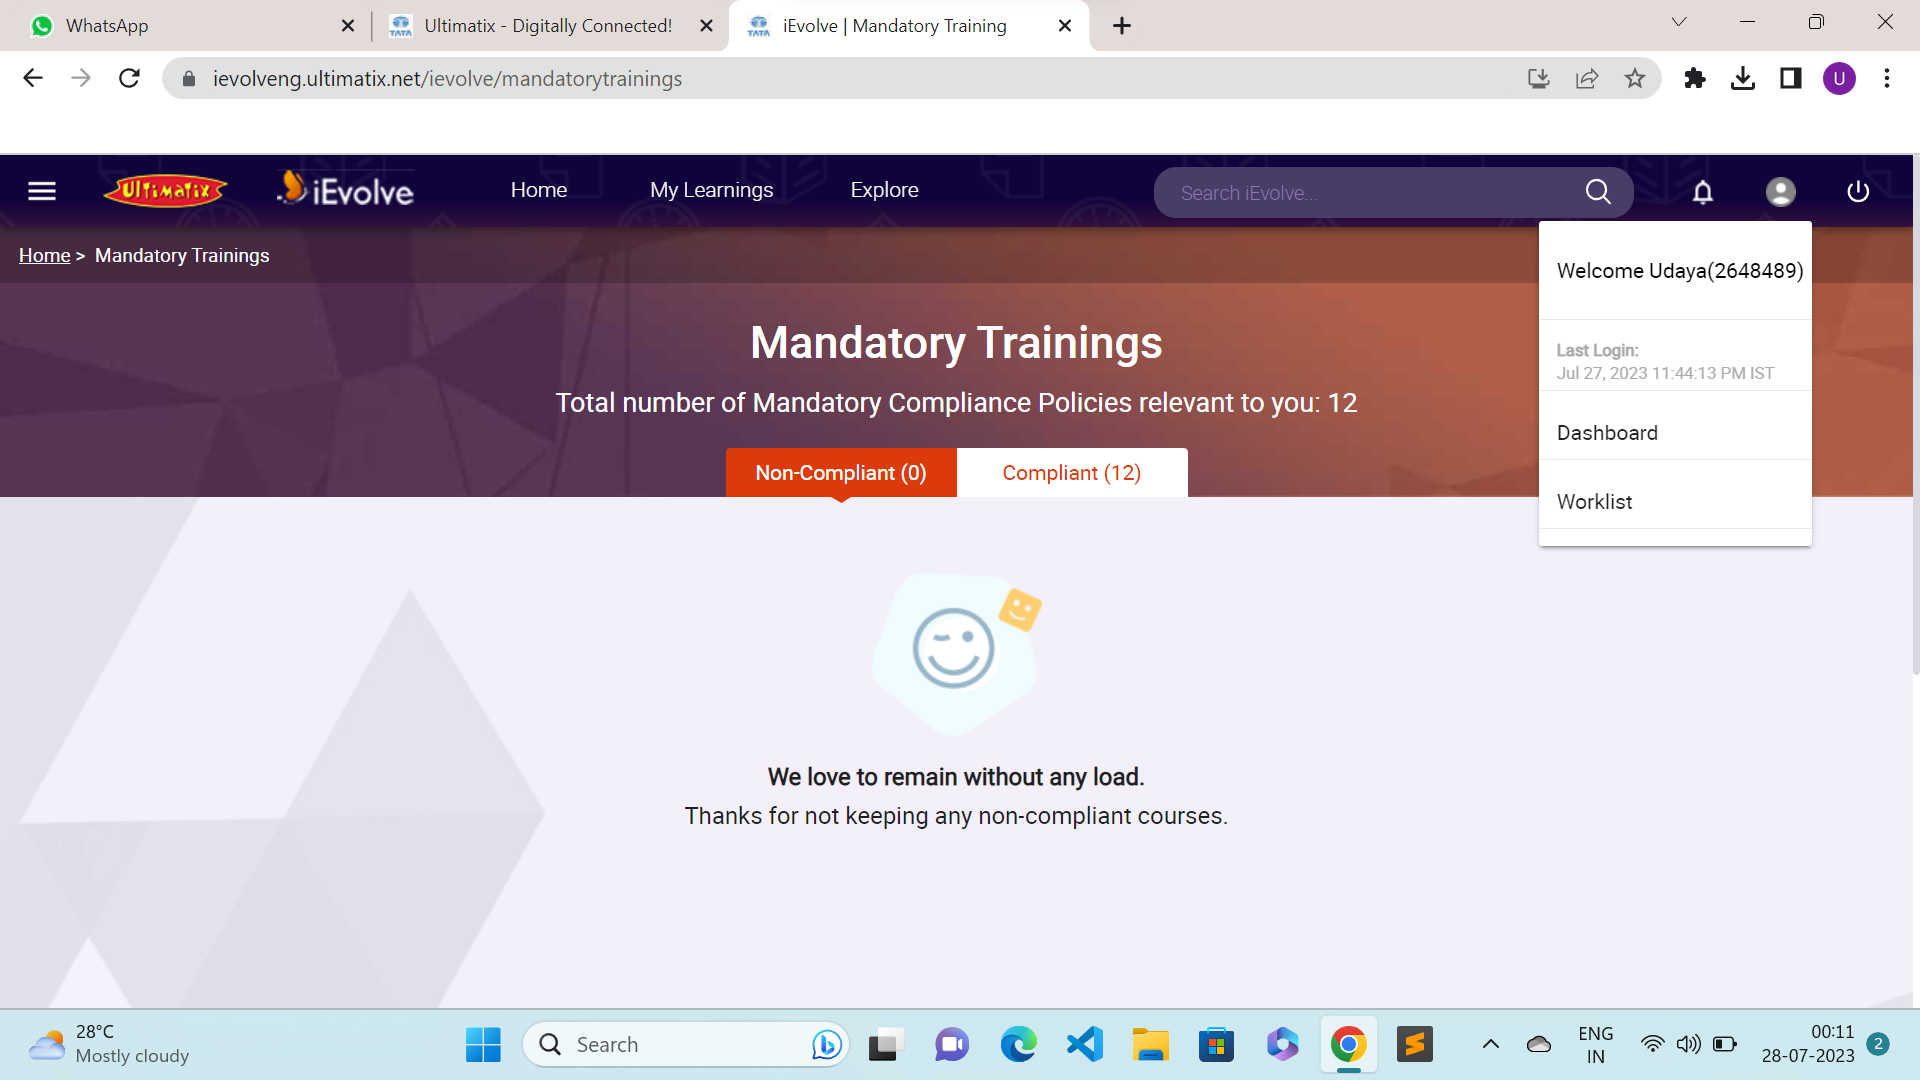 WhatsApp
Ultimatix - Digitally Connected!
iEvolve | Mandatory Training
ievolveng.ultimatix.net/ievolve/mandatorytrainings
U
Ultimatix
iEvolve
Home
My Learnings
Explore
Search iEvolve...
Home > Mandatory Trainings
Welcome Udaya(2648489)
Last Login:
Jul 27, 2023 11:44:13 PM IST
Dashboard
Worklist
Mandatory Trainings
Total number of Mandatory Compliance Policies relevant to you: 12
Non-Compliant (0)
Compliant (12)
We love to remain without any load.
Thanks for not keeping any non-compliant courses.
28°C
Mostly cloudy
Search
ENG
IN
00:11
28-07-2023
2